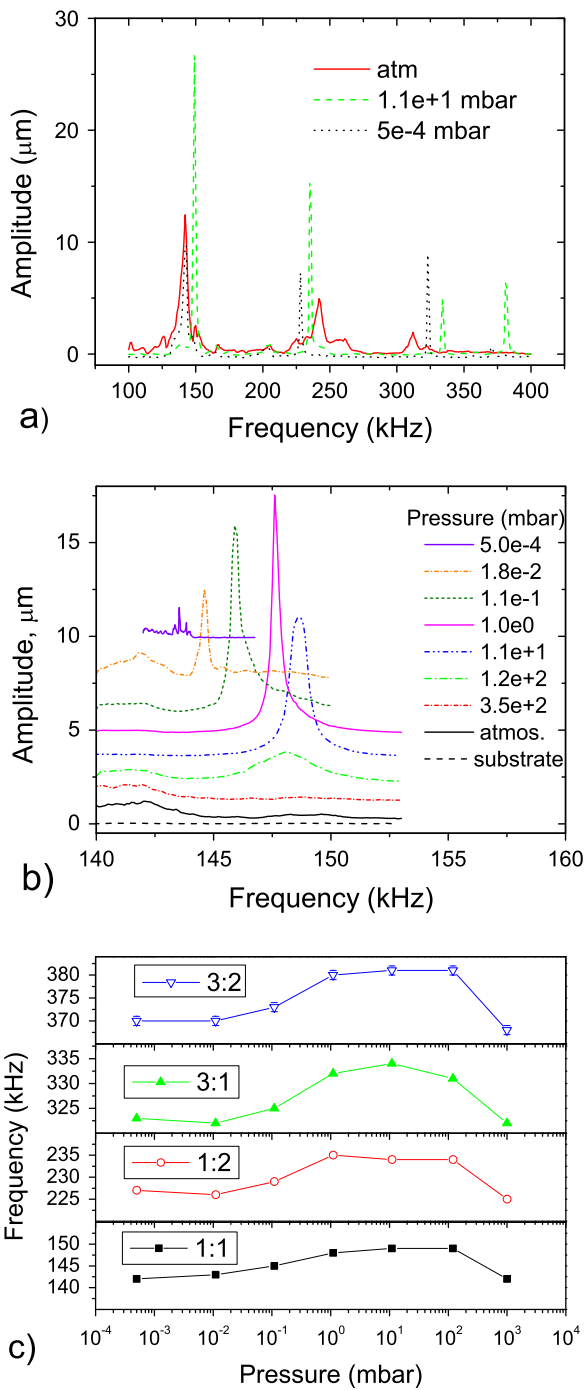 30
20
10
0
Amplitude (μm)
atm
1.1e+1 mbar
5e-4 mbar
100 150 200 250 300 350 400
Frequency (kHz)
a)
15
10
5
0
Amplitude, μm
Pressure (mbar)
5.0e-4
1.8e-2
1.1e-1
1.0e0
1.1e+1
1.2e+2
3.5e+2
atmos.
substrate
140 145 150 155 160
Frequency (kHz)
b)
380
375
370
3:2
335
330
325
3:1
235
225
1:2
150
145
140
1:1
Frequency (kHz)
10⁻⁴ 10⁻³ 10⁻² 10⁻¹ 10⁰ 10¹ 10² 10³ 10⁴
Pressure (mbar)
c)